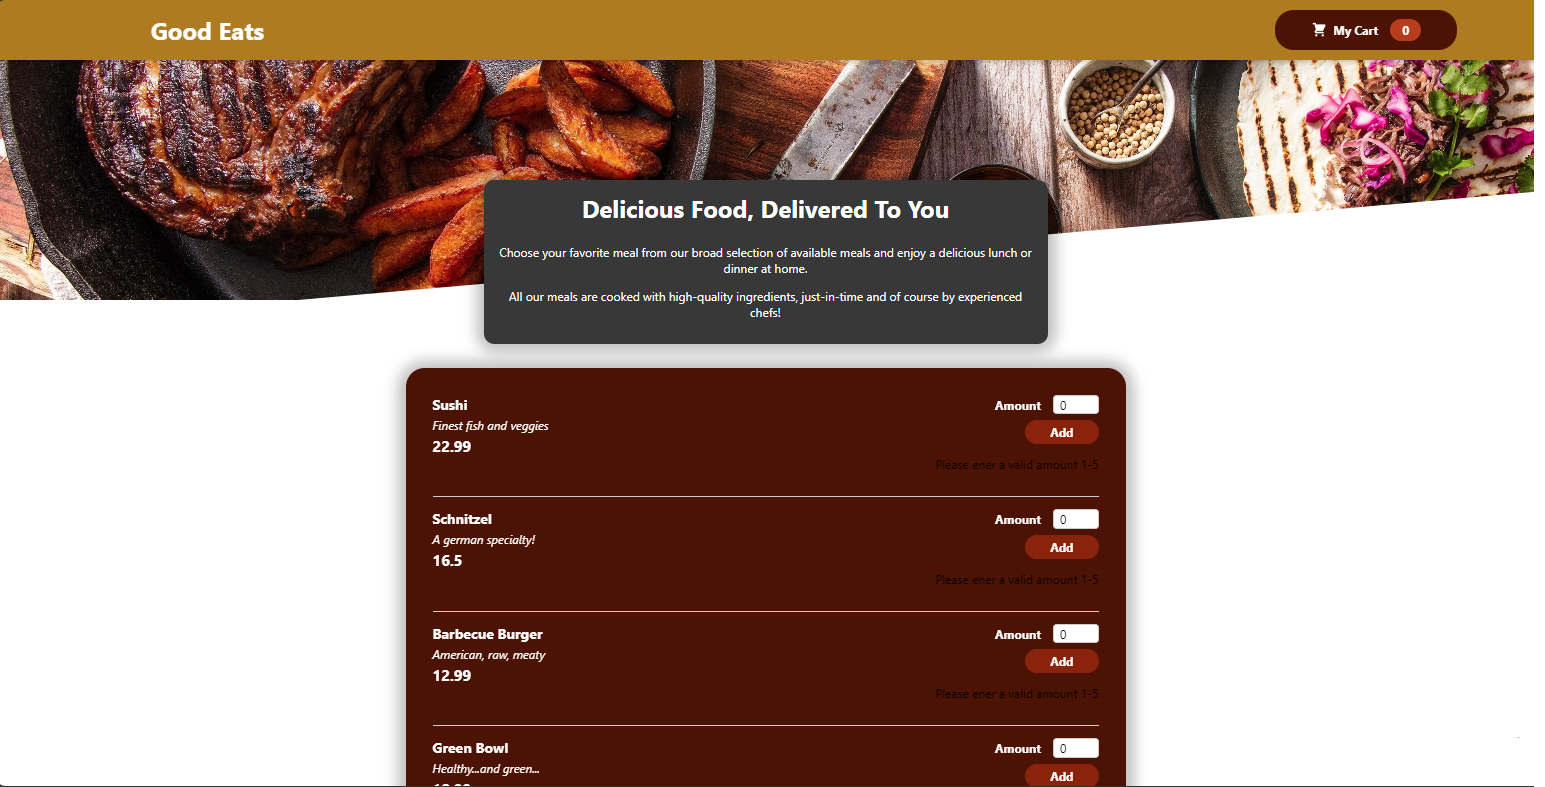 Good Eats
My Cart 0
Delicious Food, Delivered To You
Choose your favorite meal from our broad selection of available meals and enjoy a delicious lunch or
dinner at home.
All our meals are cooked with high-quality ingredients, just-in-time and of course by experienced
chefs!
Sushi
Amount 0
Finest fish and veggies
Add
22.99
Please ener a valid amount 1-5
Schnitzel
Amount 0
A german specialty!
Add
16.5
Please ener a valid amount 1-5
Barbecue Burger
Amount 0
American, raw, meaty
Add
12.99
Please ener a valid amount 1-5
Green Bowl
Amount 0
Healthy...and green...
Add